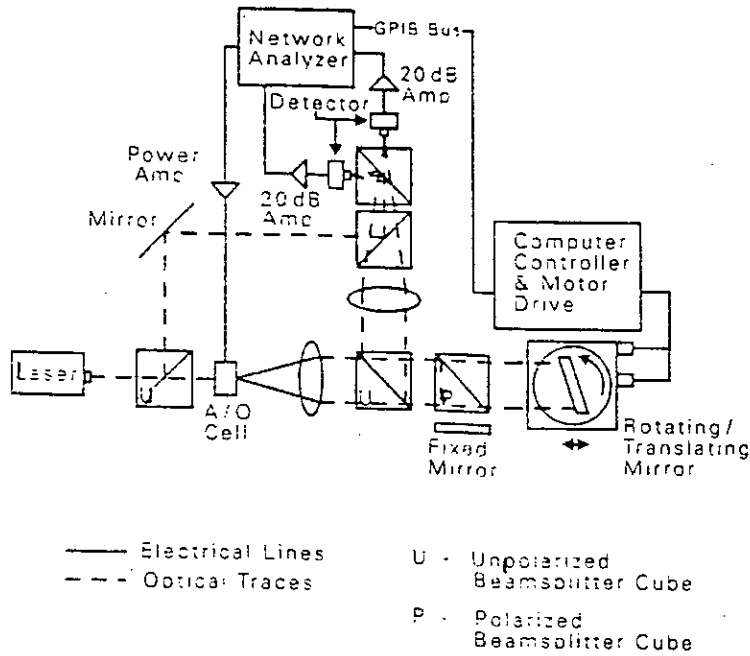 Network
Analyzer
GPIB Bus
20dB
Amp
Detector
Power
Amp
20dB
Amp
Mirror
U
Computer
Controller
& Motor
Drive
Laser
U
U
P
A/O
Cell
Fixed
Mirror
Rotating/
Translating
Mirror
Electrical Lines
Optical Traces
U - Unpolarized
Beamsplitter Cube
P - Polarized
Beamsplitter Cube